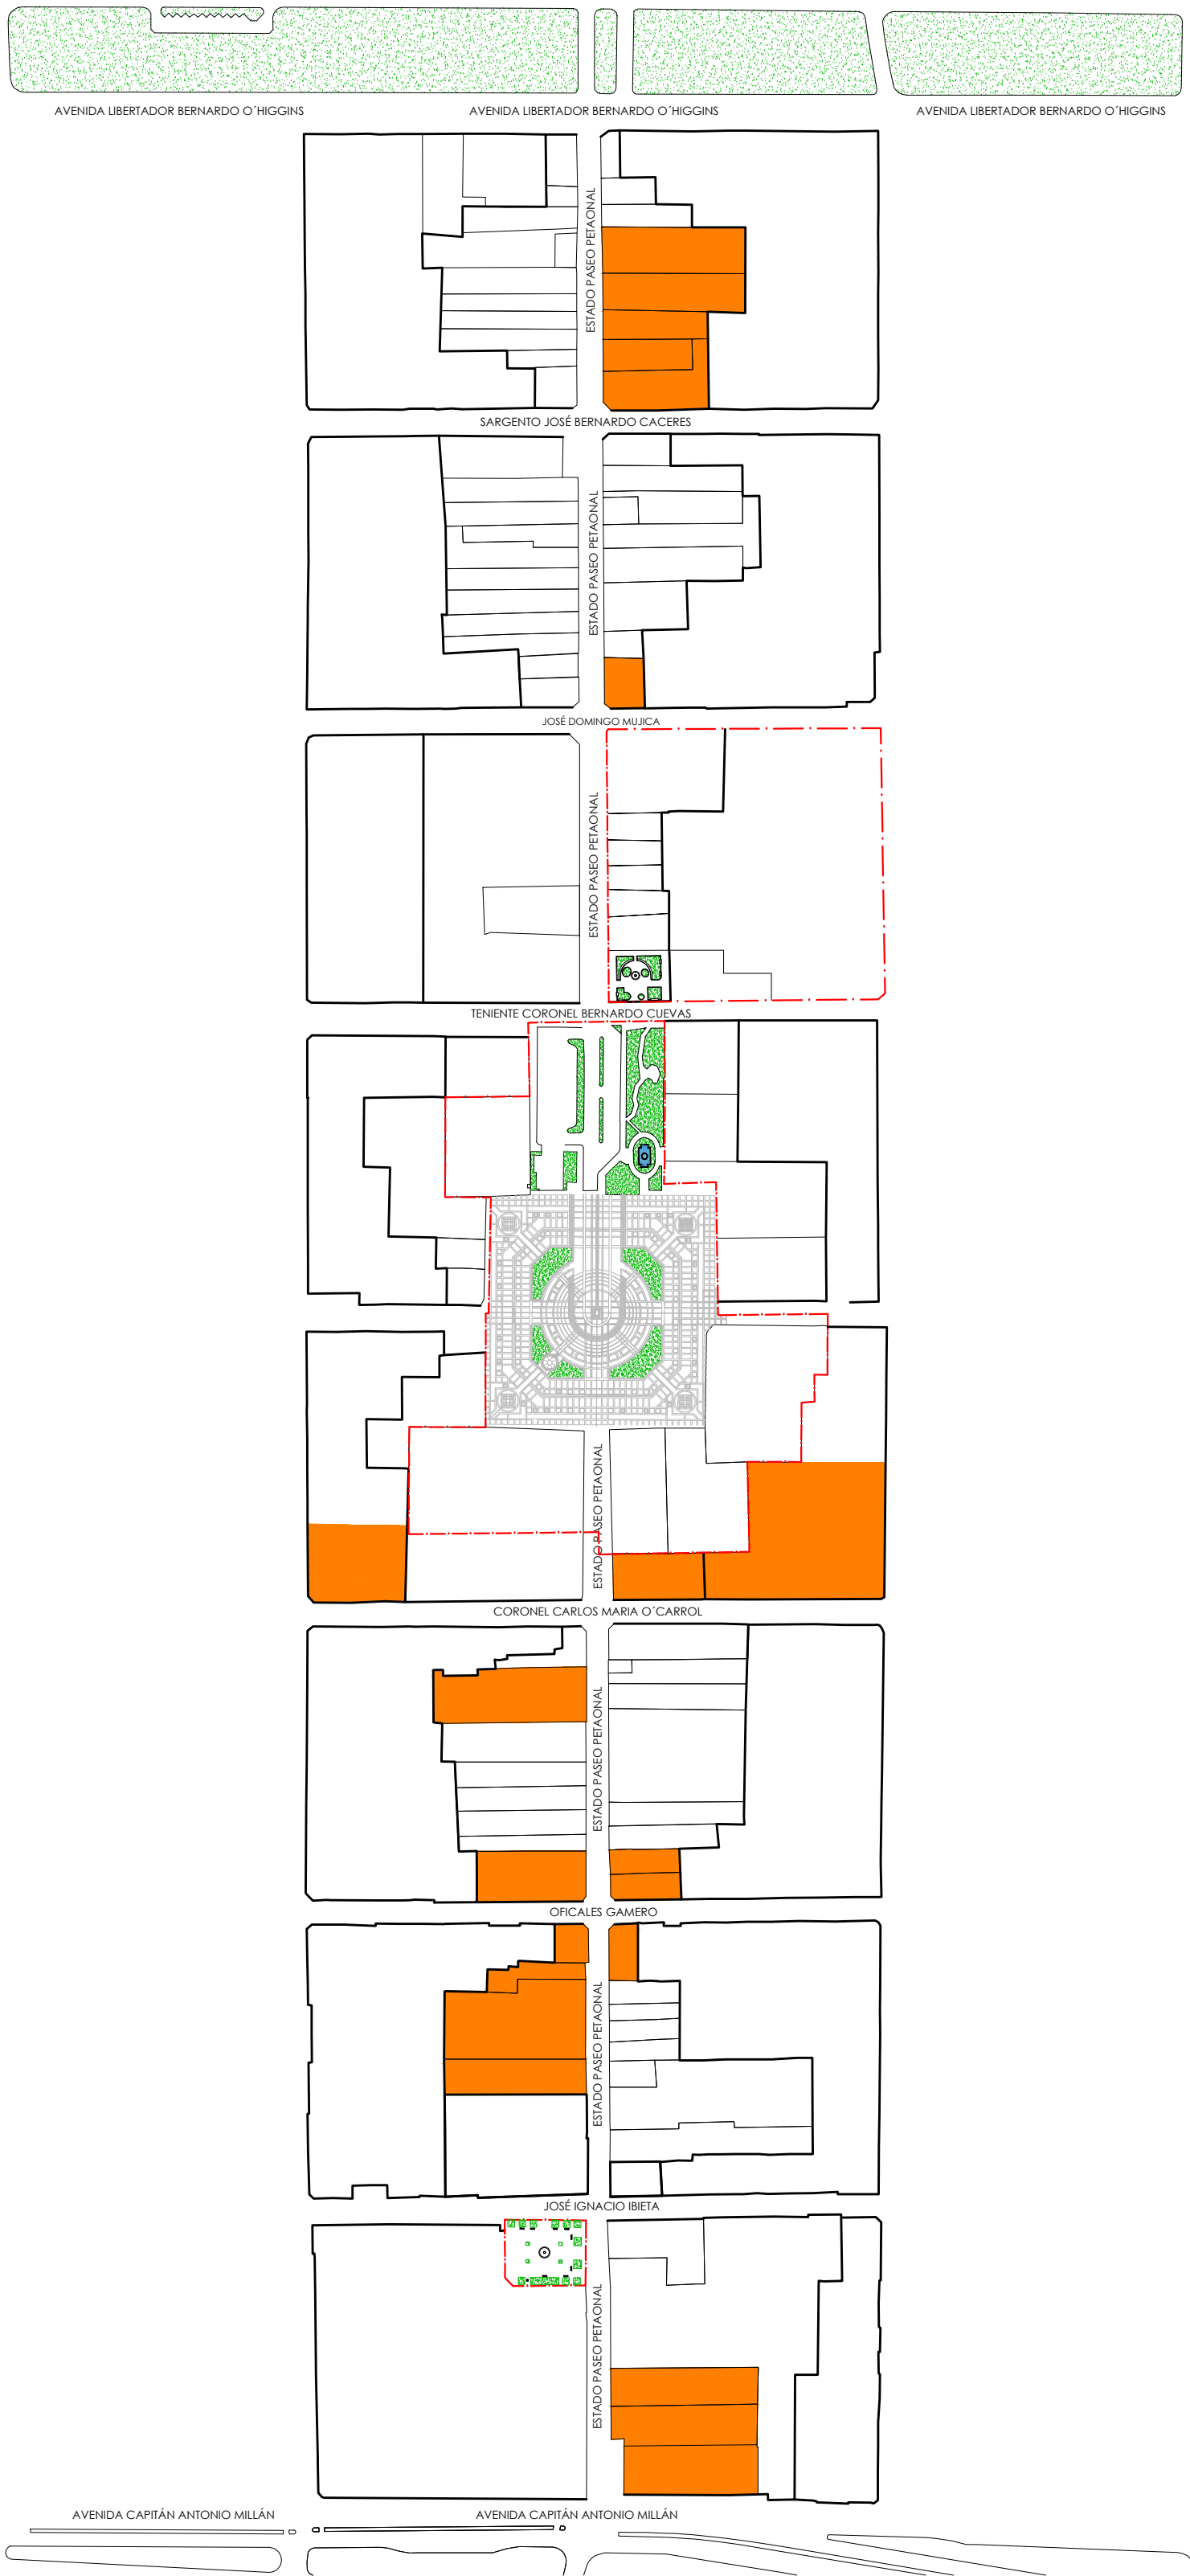 AVENIDA LIBERTADOR BERNARDO O´HIGGINS
AVENIDA LIBERTADOR BERNARDO O´HIGGINS
AVENIDA LIBERTADOR BERNARDO O´HIGGINS
ESTADO PASEO PETAONAL
SARGENTO JOSÉ BERNARDO CACERES
ESTADO PASEO PETAONAL
JOSÉ DOMINGO MUJICA
ESTADO PASEO PETAONAL
TENIENTE CORONEL BERNARDO CUEVAS
ESTADO PASEO PETAONAL
CORONEL CARLOS MARIA O´CARROL
ESTADO PASEO PETAONAL
OFICALES GAMERO
ESTADO PASEO PETAONAL
JOSÉ IGNACIO IBIETA
ESTADO PASEO PETAONAL
AVENIDA CAPITÁN ANTONIO MILLÁN
AVENIDA CAPITÁN ANTONIO MILLÁN